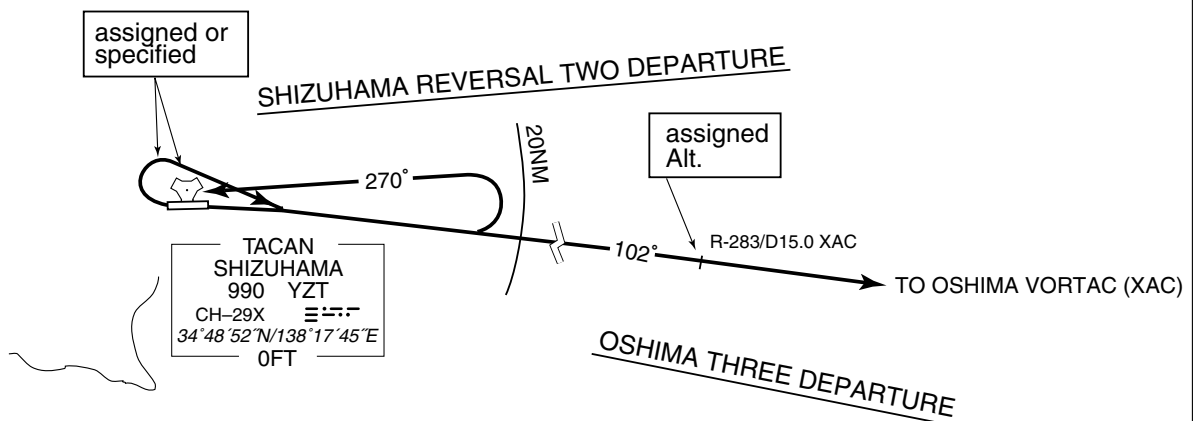 assigned or
specified
SHIZUHAMA REVERSAL TWO DEPARTURE
20NM
assigned
Alt.
270°
102°
R-283/D15.0 XAC
TO OSHIMA VORTAC (XAC)
TACAN
SHIZUHAMA
990 YZT
CH–29X
34°48´52˝N/138°17´45˝E
0FT
OSHIMA THREE DEPARTURE